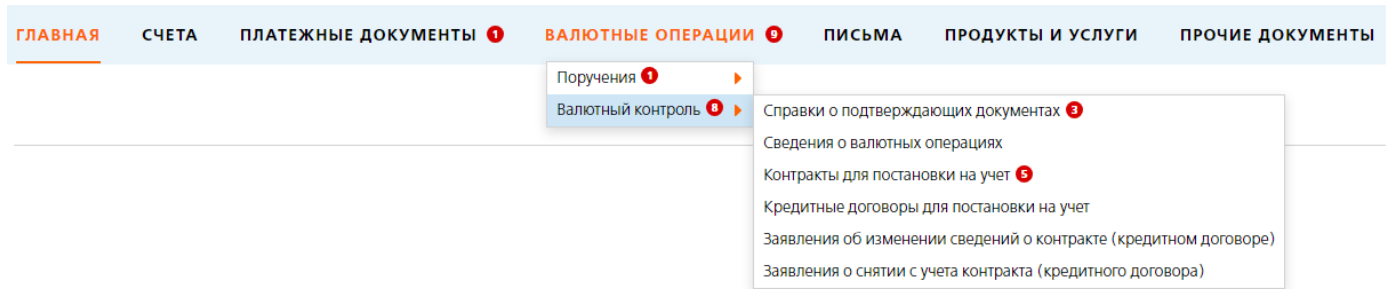 ГЛАВНАЯ СЧЕТА ПЛАТЕЖНЫЕ ДОКУМЕНТЫ 1 ВАЛЮТНЫЕ ОПЕРАЦИИ 9 ПИСЬМА ПРОДУКТЫ И УСЛУГИ ПРОЧИЕ ДОКУМЕНТЫ
Поручения 1
Валютный контроль 8
Справки о подтверждающих документах 3
Сведения о валютных операциях
Контракты для постановки на учет 5
Кредитные договоры для постановки на учет
Заявления об изменении сведений о контракте (кредитном договоре)
Заявления о снятии с учета контракта (кредитного договора)